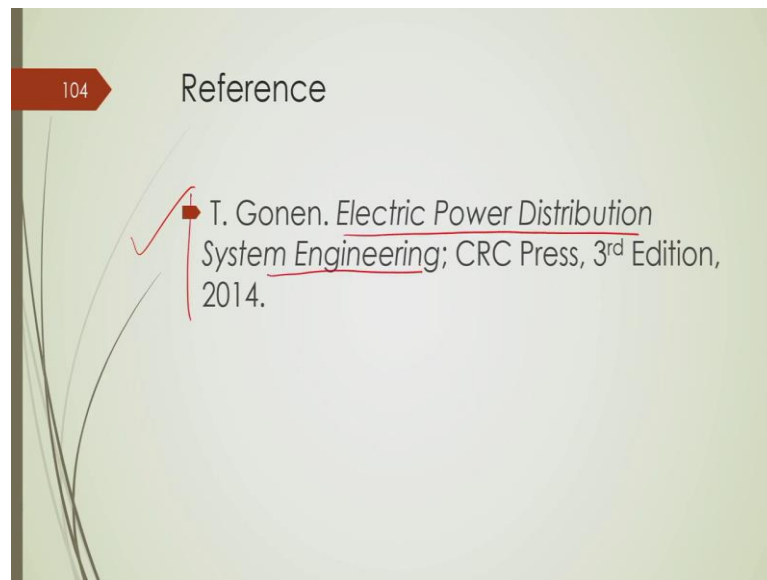 104
Reference
T. Gonen. Electric Power Distribution
System Engineering; CRC Press, 3rd Edition,
2014.